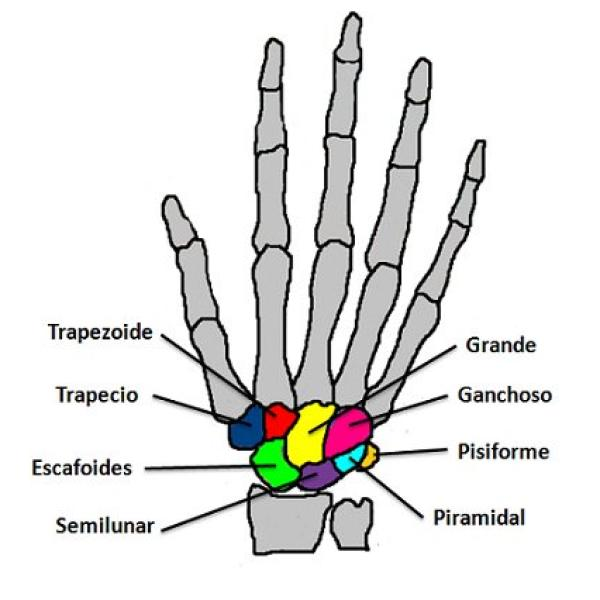 Trapezoide
Trapecio
Escafoides
Semilunar
Grande
Ganchoso
Pisiforme
Piramidal